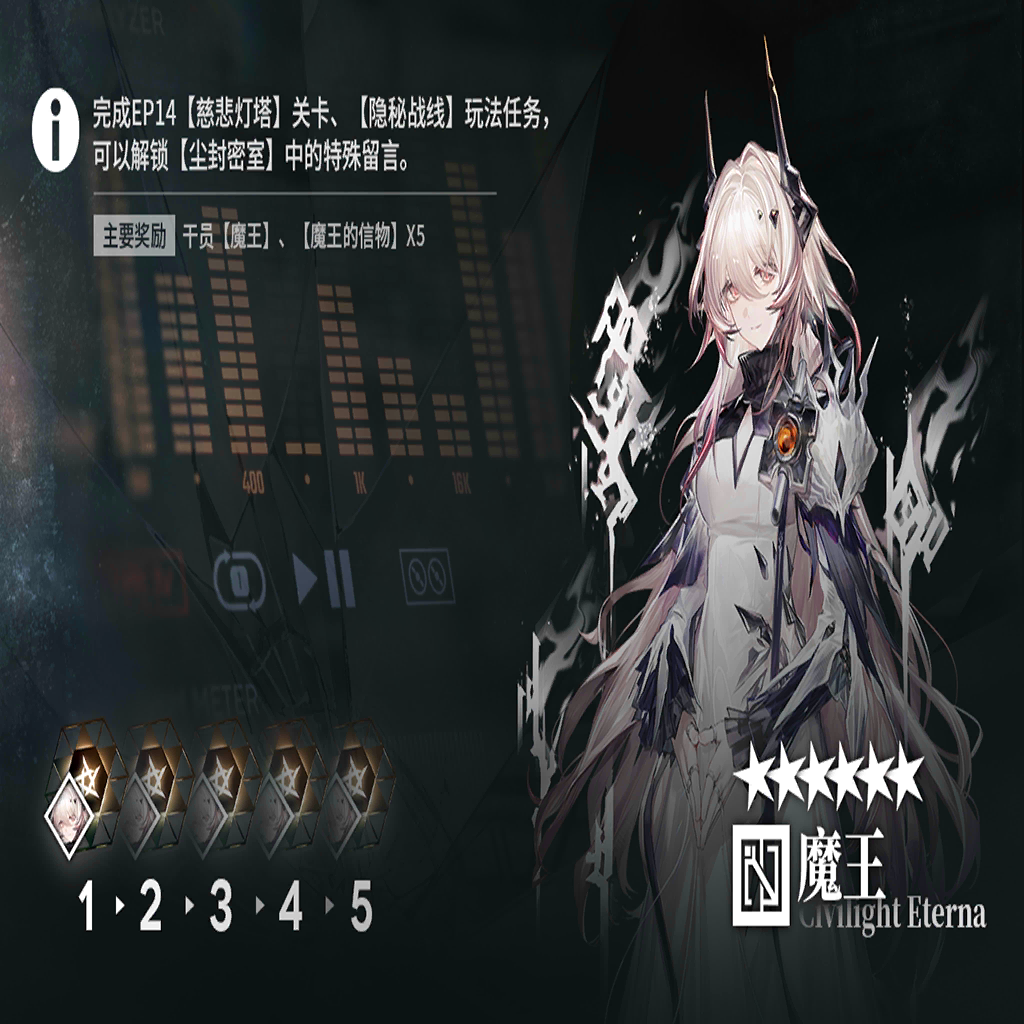 完成EP14【慈悲灯塔】关卡、【隐秘战线】玩法任务，
可以解锁【尘封密室】中的特殊留言。
主要奖励 干员【魔王】、【魔王的信物】X5
400 1K 16K
METER
1 2 3 4 5
魔王
Civilight Eterna